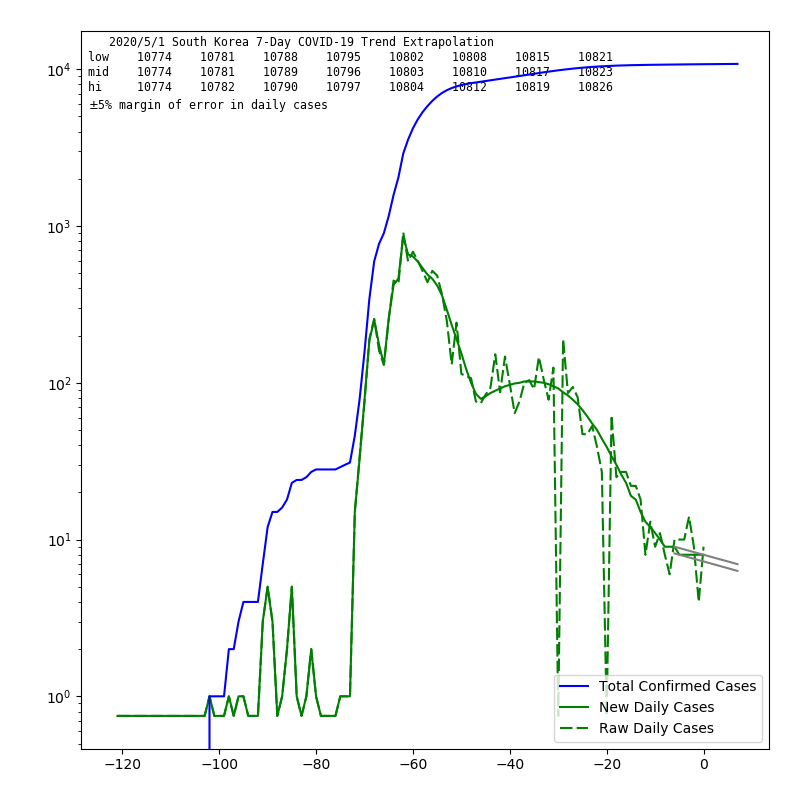 2020/5/1 South Korea 7-Day COVID-19 Trend Extrapolation
low 10774 10781 10788 10795 10802 10808 10815 10821
mid 10774 10781 10789 10796 10803 10810 10817 10823
hi 10774 10782 10790 10797 10804 10812 10819 10826
±5% margin of error in daily cases
10⁴
10³
10²
10¹
10⁰
Total Confirmed Cases
New Daily Cases
Raw Daily Cases
−120 −100 −80 −60 −40 −20 0